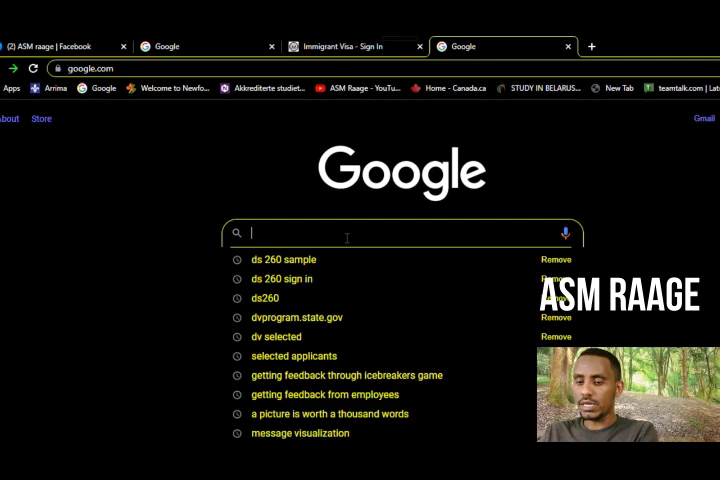 (2) ASM raage | Facebook
Google
Immigrant Visa - Sign In
Google
google.com
Apps
Arrima
Google
Welcome to Newfo...
Akkrediterte studiet...
ASM Raage - YouTu...
Home - Canada.ca
STUDY IN BELARUS...
New Tab
teamtalk.com | Late
About
Store
Gmail
Google
ds 260 sample
Remove
ds 260 sign in
Remove
ds260
dvprogram.state.gov
Remove
dv selected
Remove
selected applicants
getting feedback through icebreakers game
getting feedback from employees
a picture is worth a thousand words
message visualization
ASM RAAGE